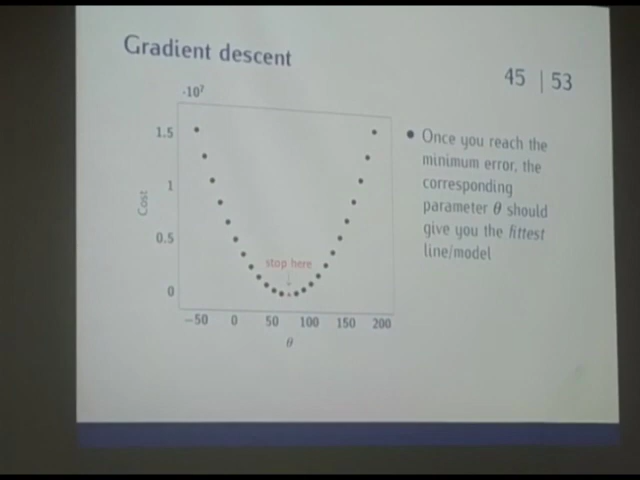 Gradient descent
45 | 53
·10⁷
1.5
1
0.5
0
Cost
stop here
−50 0 50 100 150 200
θ
• Once you reach the
minimum error, the
corresponding
parameter θ should
give you the fittest
line/model